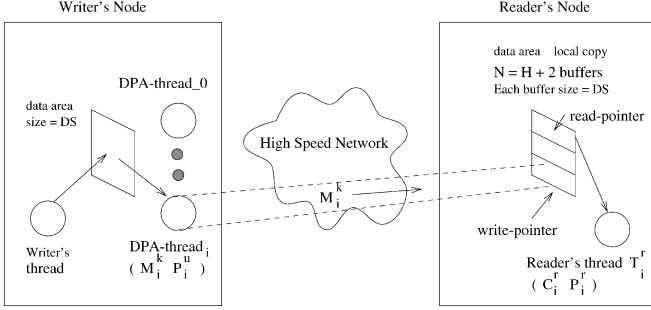 Writer's Node
Reader's Node
DPA-thread_0
data area
size = DS
Writer's
thread
DPA-thread i
( M i k P i u )
High Speed Network
M i k
data area local copy
N = H + 2 buffers
Each buffer size = DS
read-pointer
write-pointer
Reader's thread T i r
( C i r P i r )